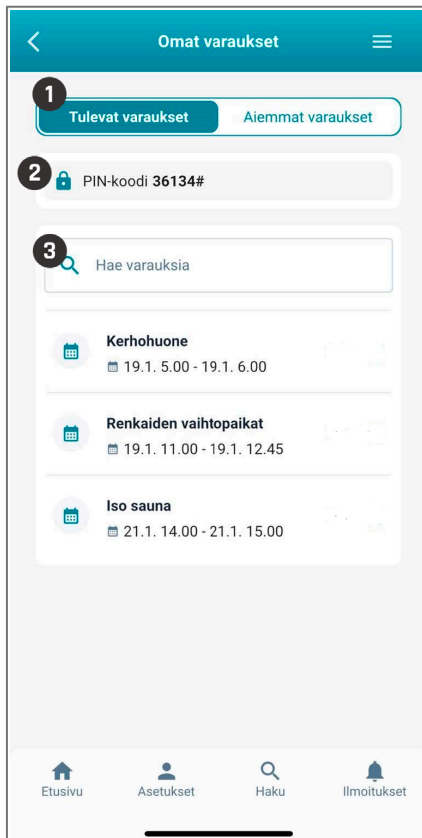 Omat varaukset
1
Tulevat varaukset Aiemmat varaukset
2
PIN-koodi 36134#
3
Hae varauksia
Kerhohuone
19.1. 5.00 - 19.1. 6.00
Renkaiden vaihtopaikat
19.1. 11.00 - 19.1. 12.45
Iso sauna
21.1. 14.00 - 21.1. 15.00
Etusivu Asetukset Haku Ilmoitukset